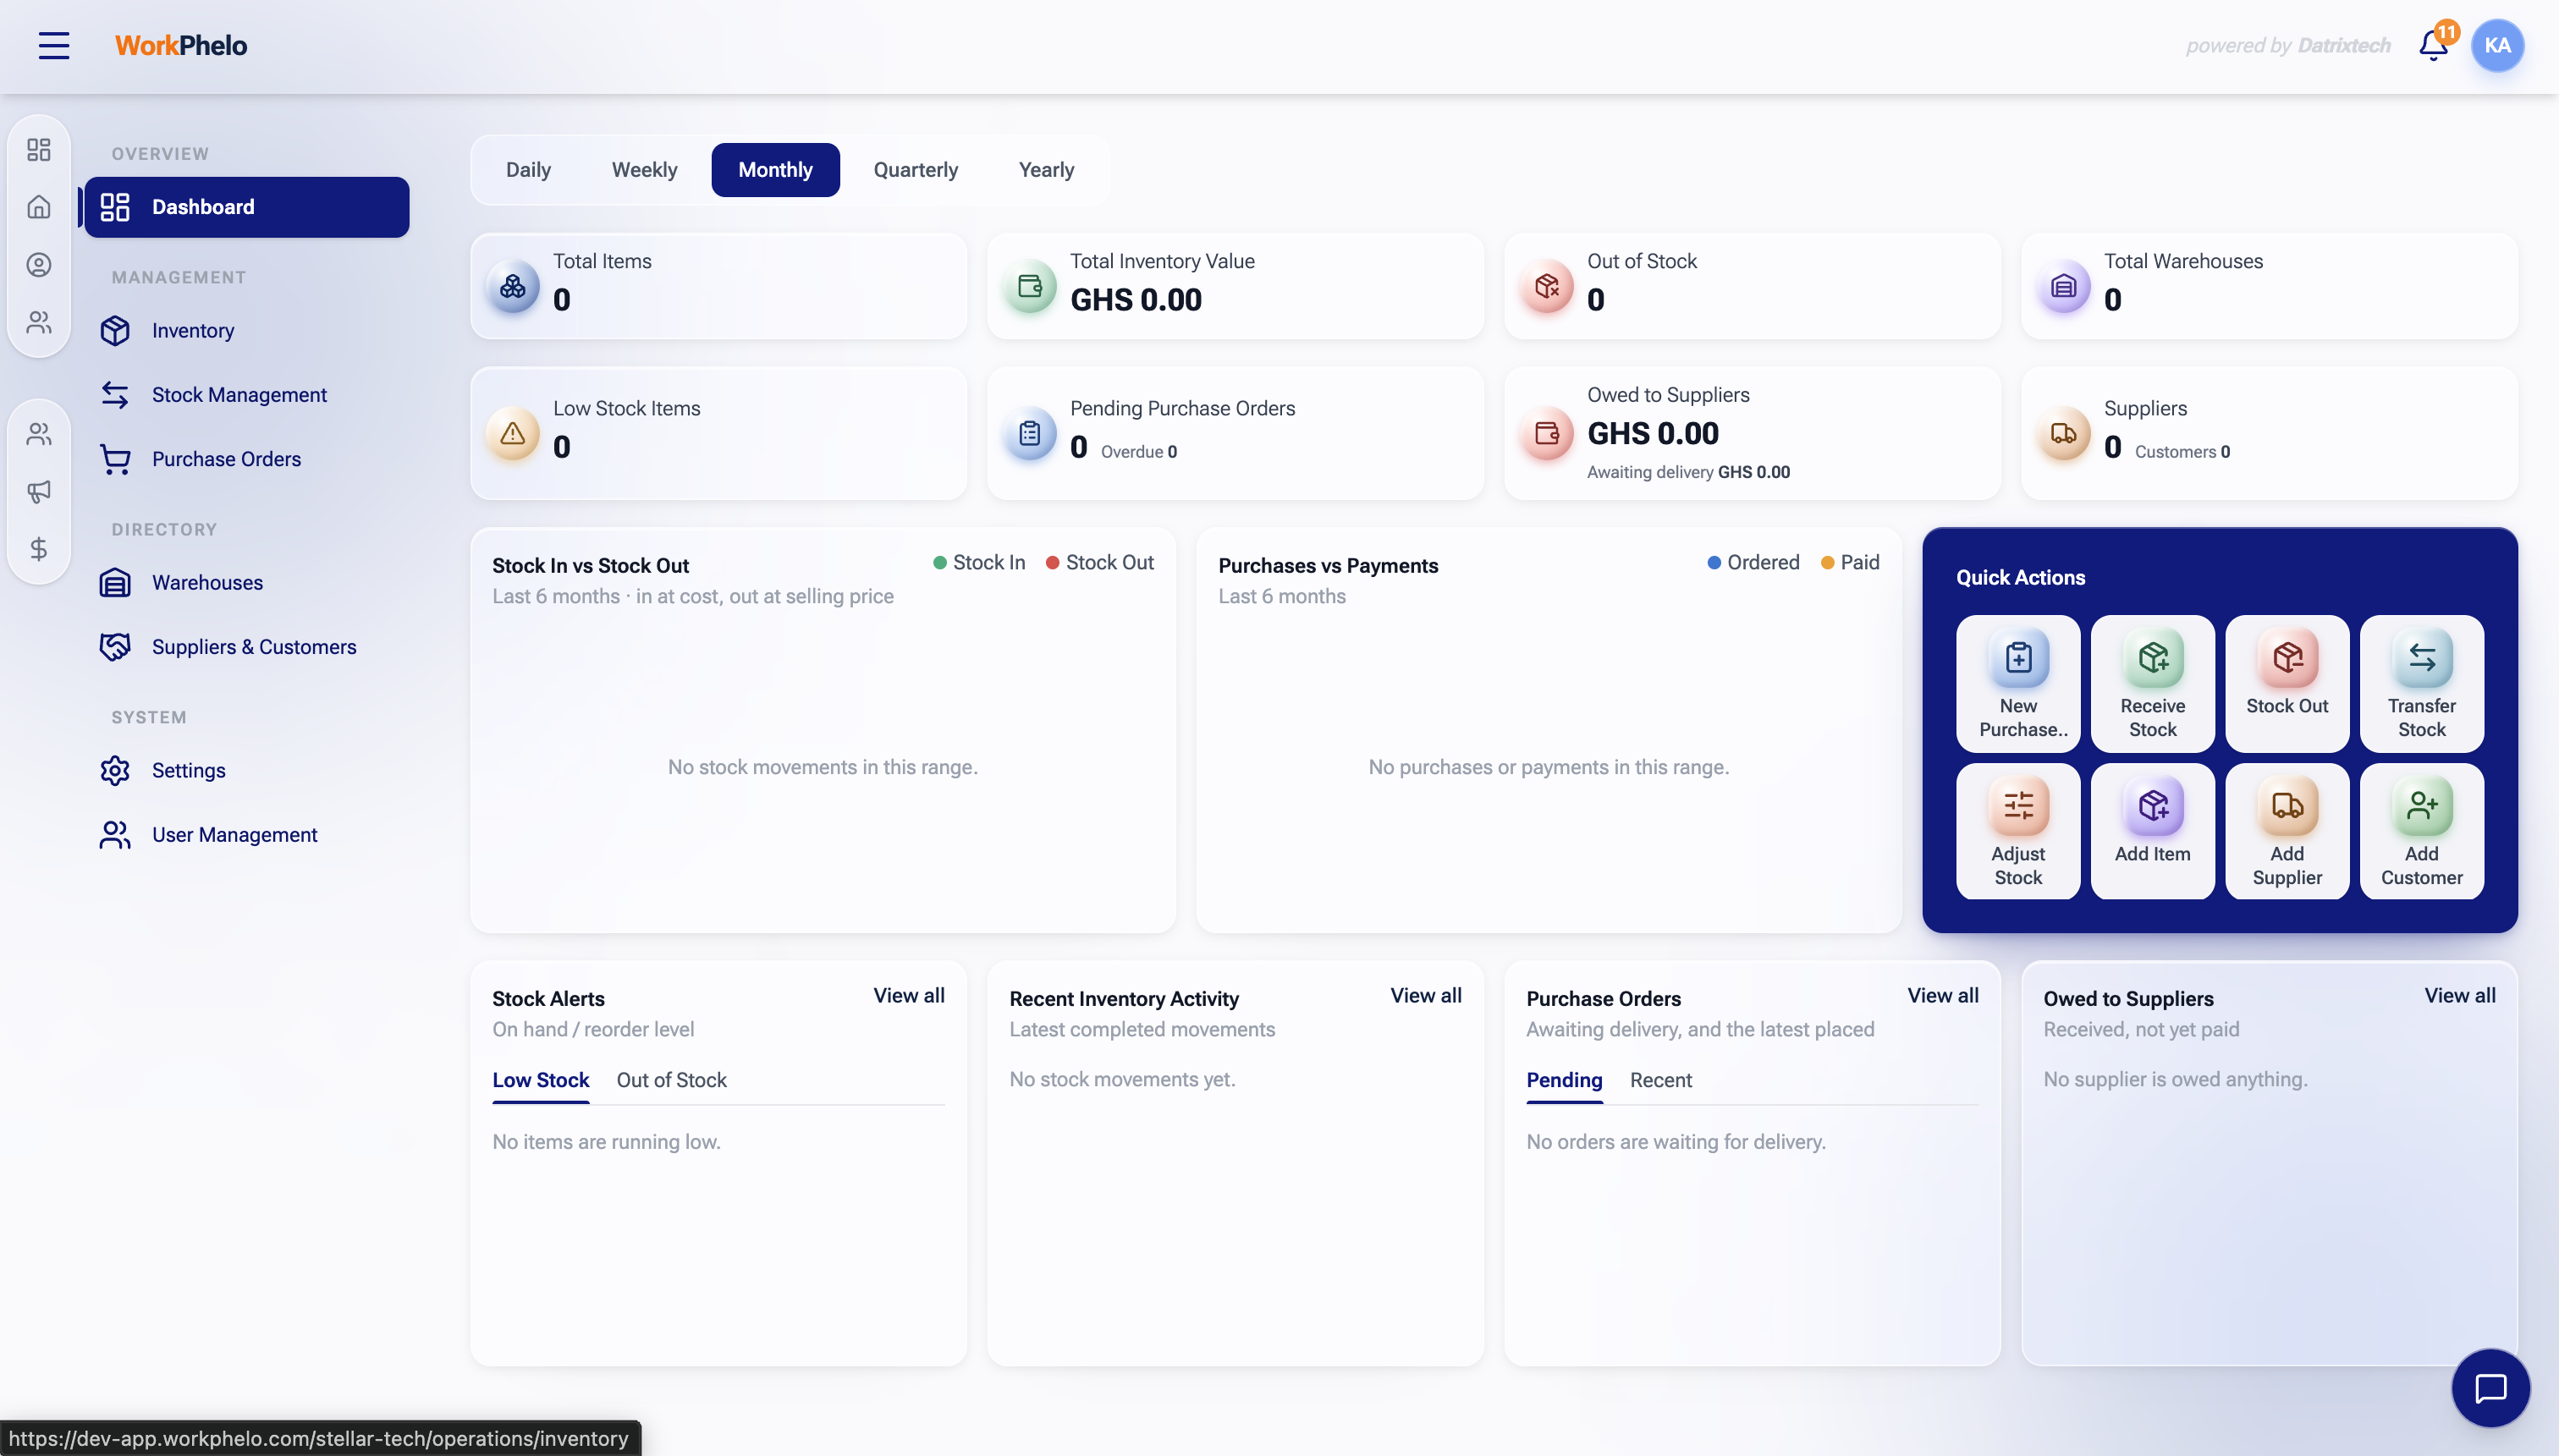 WorkPhelo
powered by Datrixtech
11
KA
OVERVIEW
Dashboard
MANAGEMENT
Inventory
Stock Management
Purchase Orders
DIRECTORY
Warehouses
Suppliers & Customers
SYSTEM
Settings
User Management
Daily Weekly Monthly Quarterly Yearly
Total Items
0
Total Inventory Value
GHS 0.00
Out of Stock
0
Total Warehouses
0
Low Stock Items
0
Pending Purchase Orders
0 Overdue 0
Owed to Suppliers
GHS 0.00
Awaiting delivery GHS 0.00
Suppliers
0 Customers 0
Stock In vs Stock Out
Stock In Stock Out
Last 6 months · in at cost, out at selling price
No stock movements in this range.
Purchases vs Payments
Ordered Paid
Last 6 months
No purchases or payments in this range.
Quick Actions
New
Purchase..
Receive
Stock
Stock Out
Transfer
Stock
Adjust
Stock
Add Item
Add
Supplier
Add
Customer
Stock Alerts
View all
On hand / reorder level
Low Stock Out of Stock
No items are running low.
Recent Inventory Activity
View all
Latest completed movements
No stock movements yet.
Purchase Orders
View all
Awaiting delivery, and the latest placed
Pending Recent
No orders are waiting for delivery.
Owed to Suppliers
View all
Received, not yet paid
No supplier is owed anything.
https://dev-app.workphelo.com/stellar-tech/operations/inventory